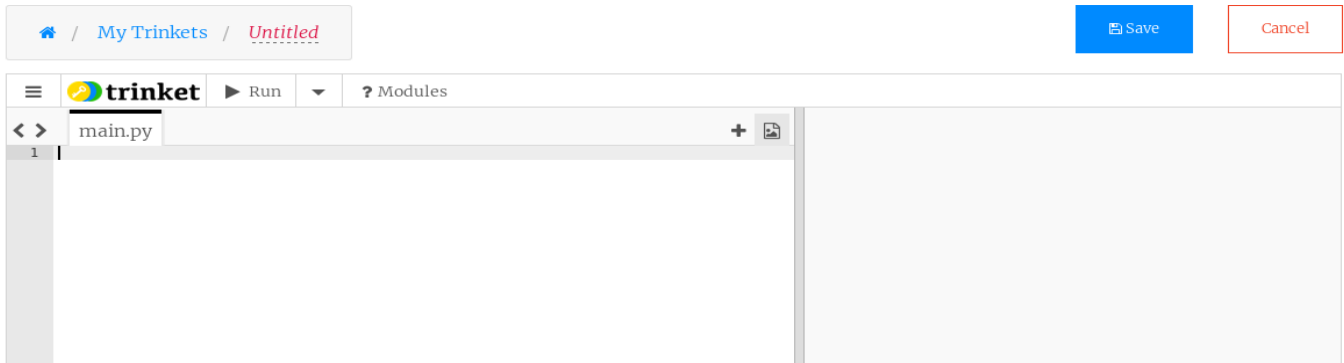 / My Trinkets / Untitled
Save
Cancel
trinket
Run
? Modules
main.py
1